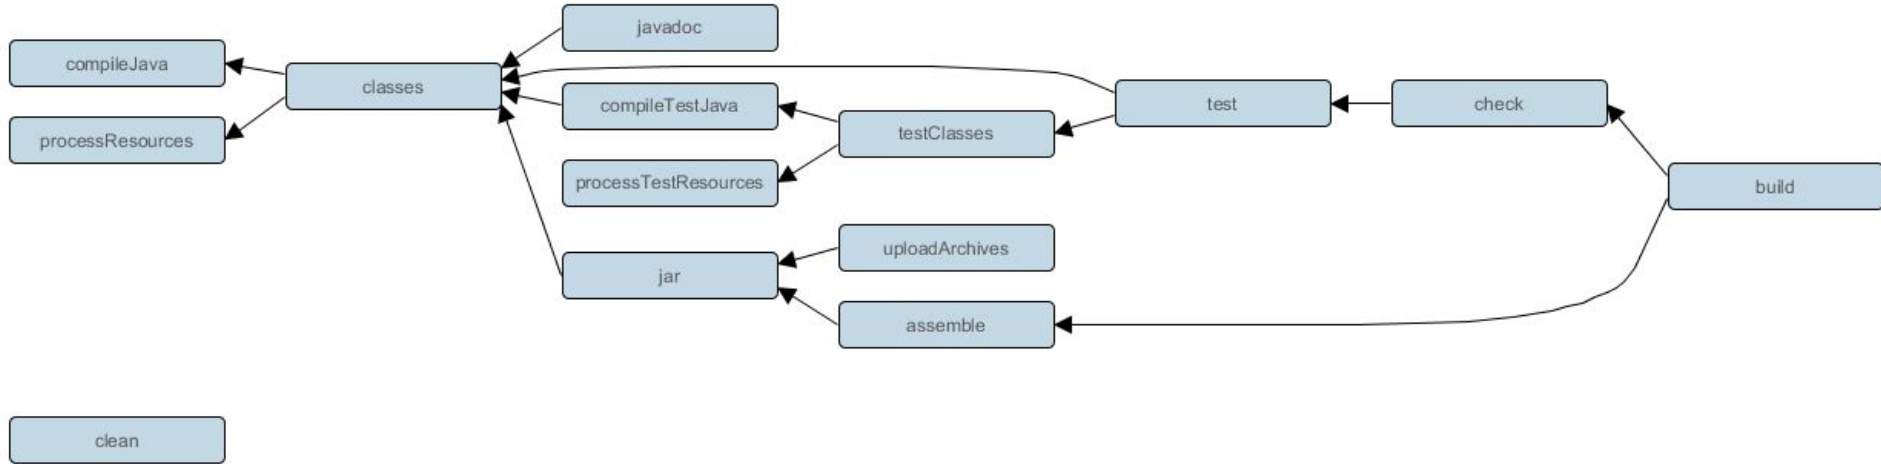 compileJava
processResources
classes
javadoc
compileTestJava
processTestResources
jar
testClasses
uploadArchives
assemble
test
check
build
clean